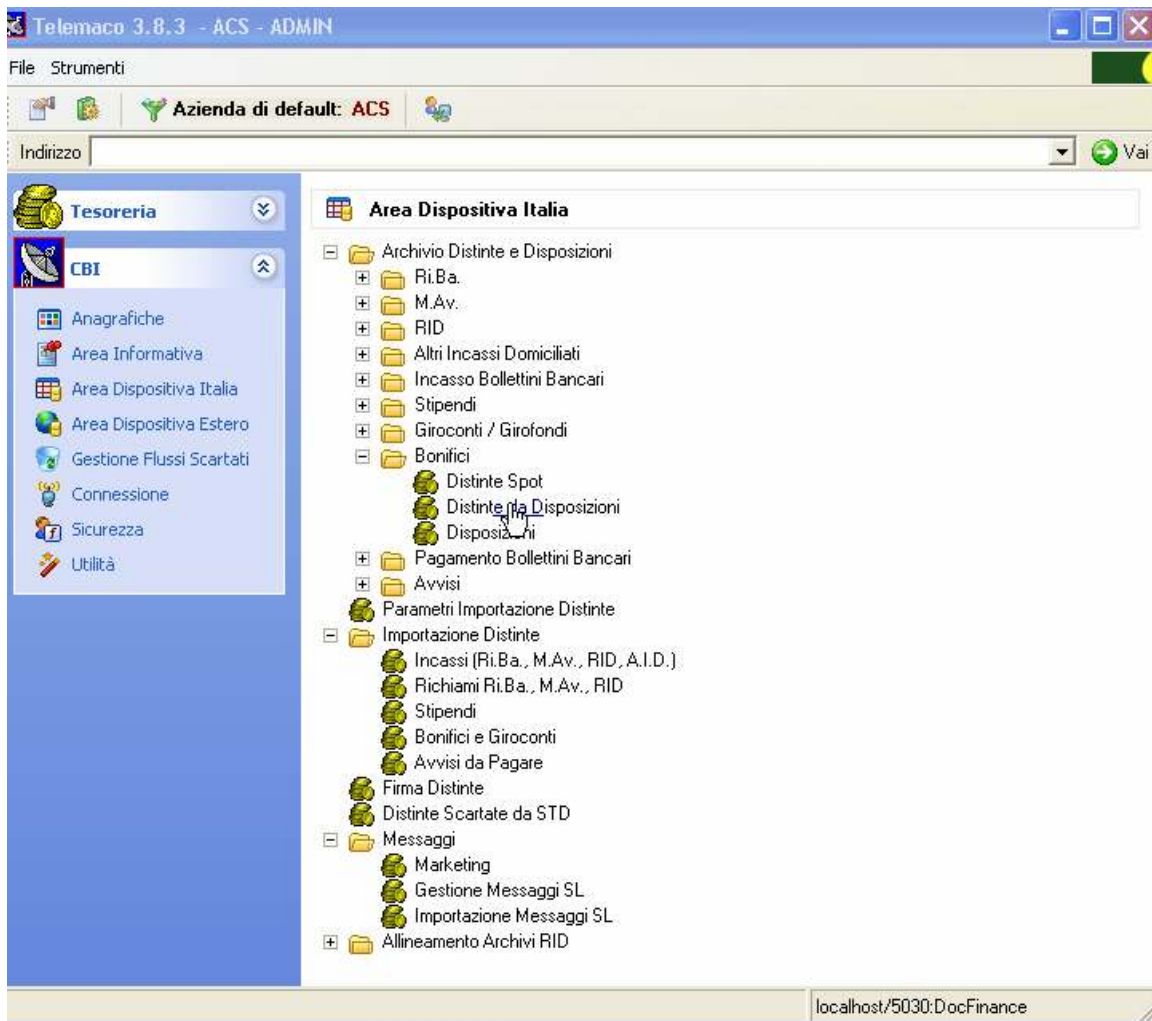 Telemaco 3.8.3 - ACS - ADMIN
File Strumenti
Azienda di default: ACS
Indirizzo Vai
Tesoreria
CBI
Anagrafiche
Area Informativa
Area Dispositiva Italia
Area Dispositiva Estero
Gestione Flussi Scartati
Connessione
Sicurezza
Utilità
Area Dispositiva Italia
Archivio Distinte e Disposizioni
Ri.Ba.
M.Av.
RID
Altri Incassi Domiciliati
Incasso Bollettini Bancari
Stipendi
Giroconti / Girofondi
Bonifici
Distinte Spot
Distinte da Disposizioni
Disposizioni
Pagamento Bollettini Bancari
Avvisi
Parametri Importazione Distinte
Importazione Distinte
Incassi (Ri.Ba., M.Av., RID, A.I.D.)
Richiami Ri.Ba., M.Av., RID
Stipendi
Bonifici e Giroconti
Avvisi da Pagare
Firma Distinte
Distinte Scartate da STD
Messaggi
Marketing
Gestione Messaggi SL
Importazione Messaggi SL
Allineamento Archivi RID
localhost/5030:DocFinance